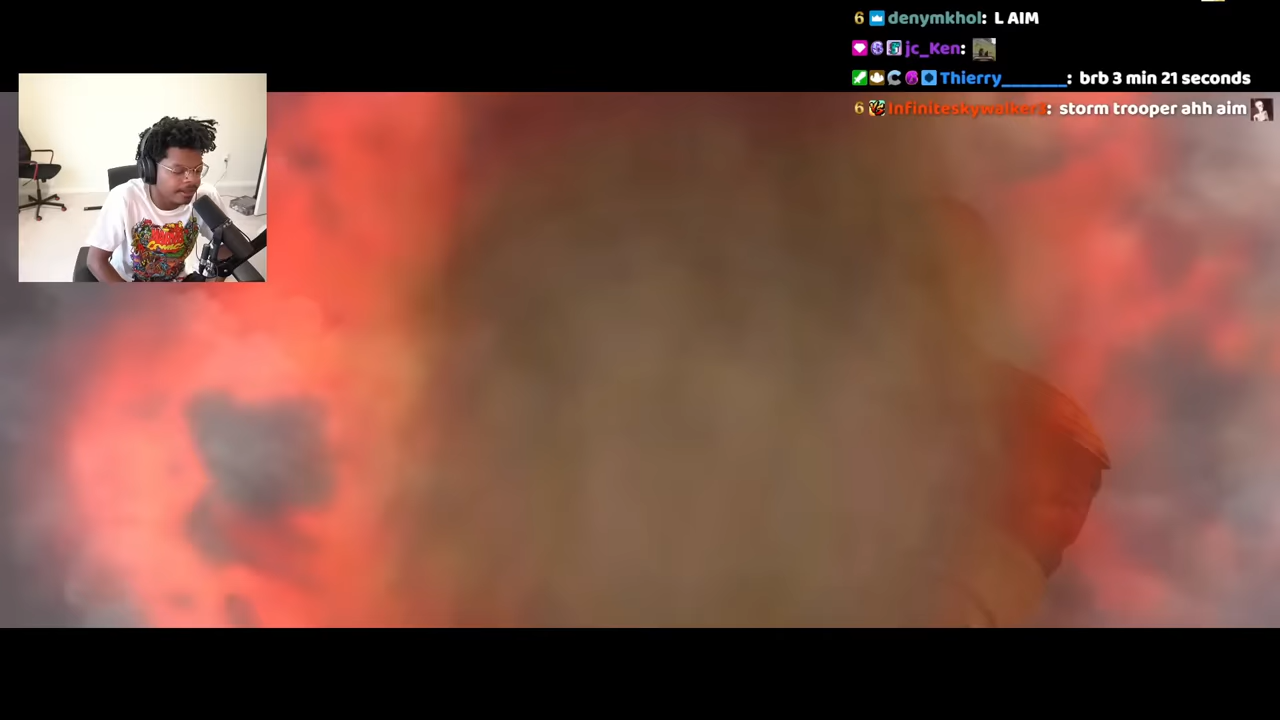 6 denymkhol: L AIM
jc_Ken:
Thierry_______: brb 3 min 21 seconds
6 Infiniteskywalker1: storm trooper ahh aim